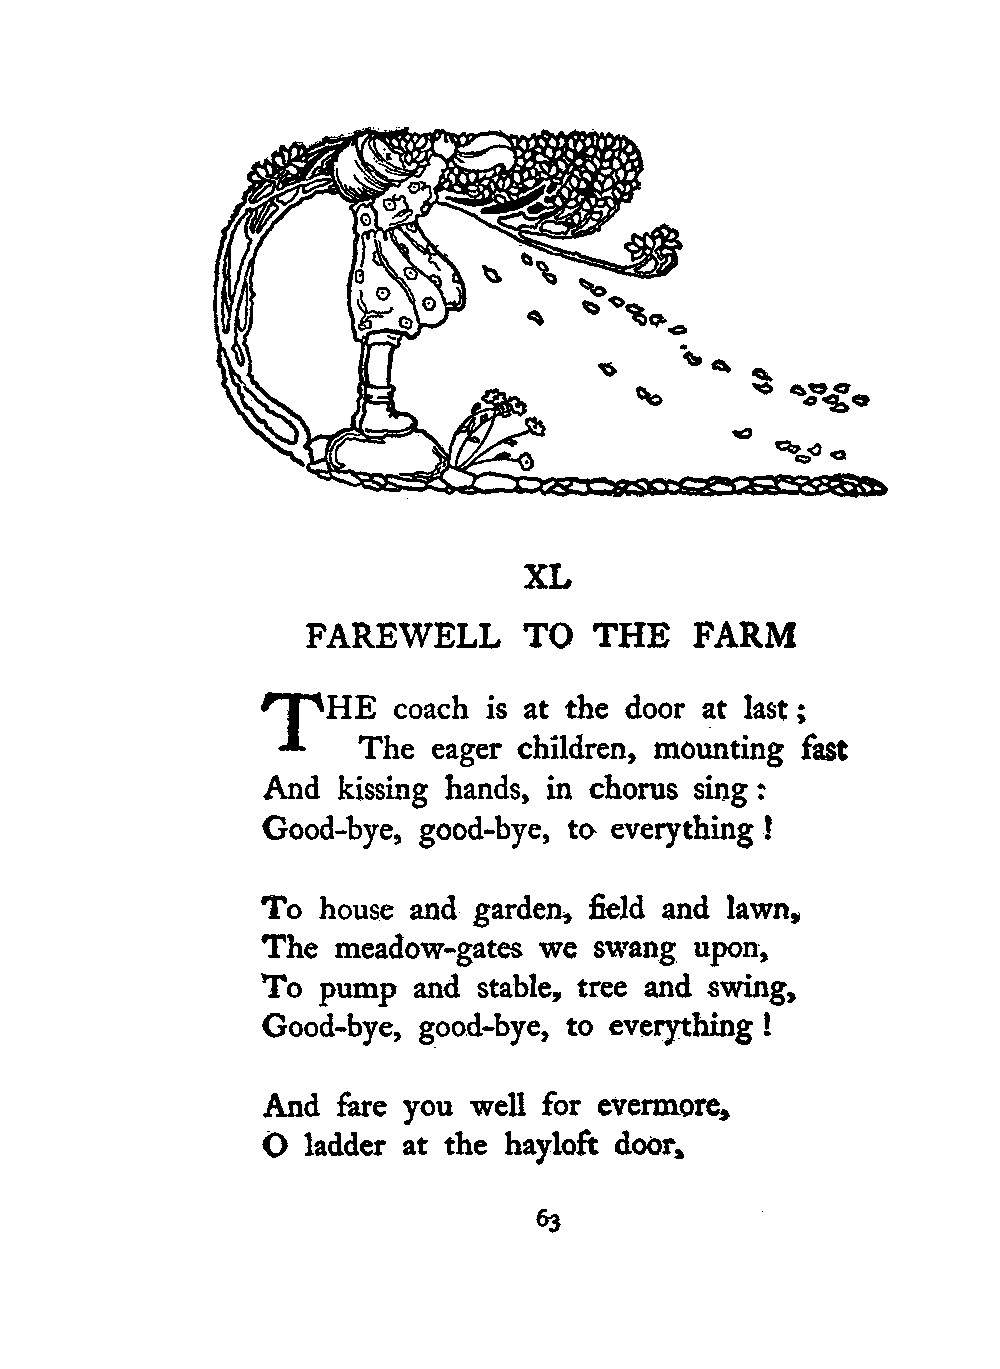 XL
FAREWELL TO THE FARM
THE coach is at the door at last;
The eager children, mounting fast
And kissing hands, in chorus sing:
Good-bye, good-bye, to everything!
To house and garden, field and lawn,
The meadow-gates we swang upon,
To pump and stable, tree and swing,
Good-bye, good-bye, to everything!
And fare you well for evermore,
O ladder at the hayloft door,
63